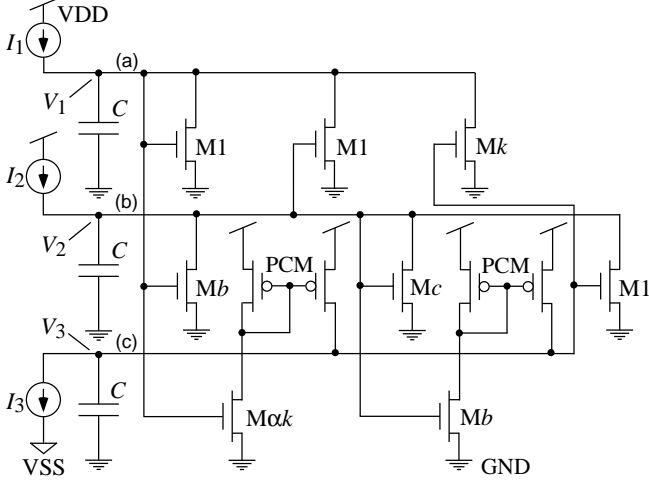 VDD
I1
(a)
V1
C
M1
M1
Mk
I2
(b)
V2
C
Mb
PCM
Mc
PCM
M1
V3
(c)
I3
C
Mαk
Mb
VSS
GND